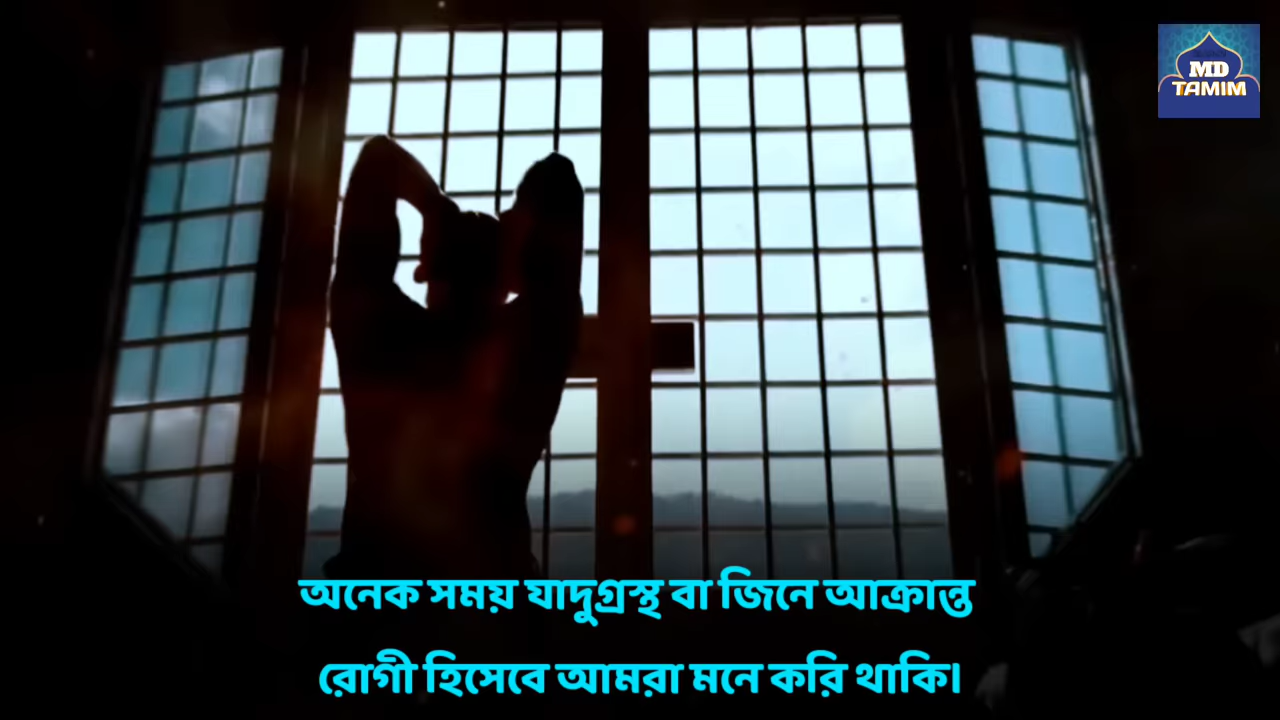 MD
TAMIM
অনেক সময় যাদুগ্রস্থ বা জিনে আক্রান্ত
রোগী হিসেবে আমরা মনে করি থাকি।